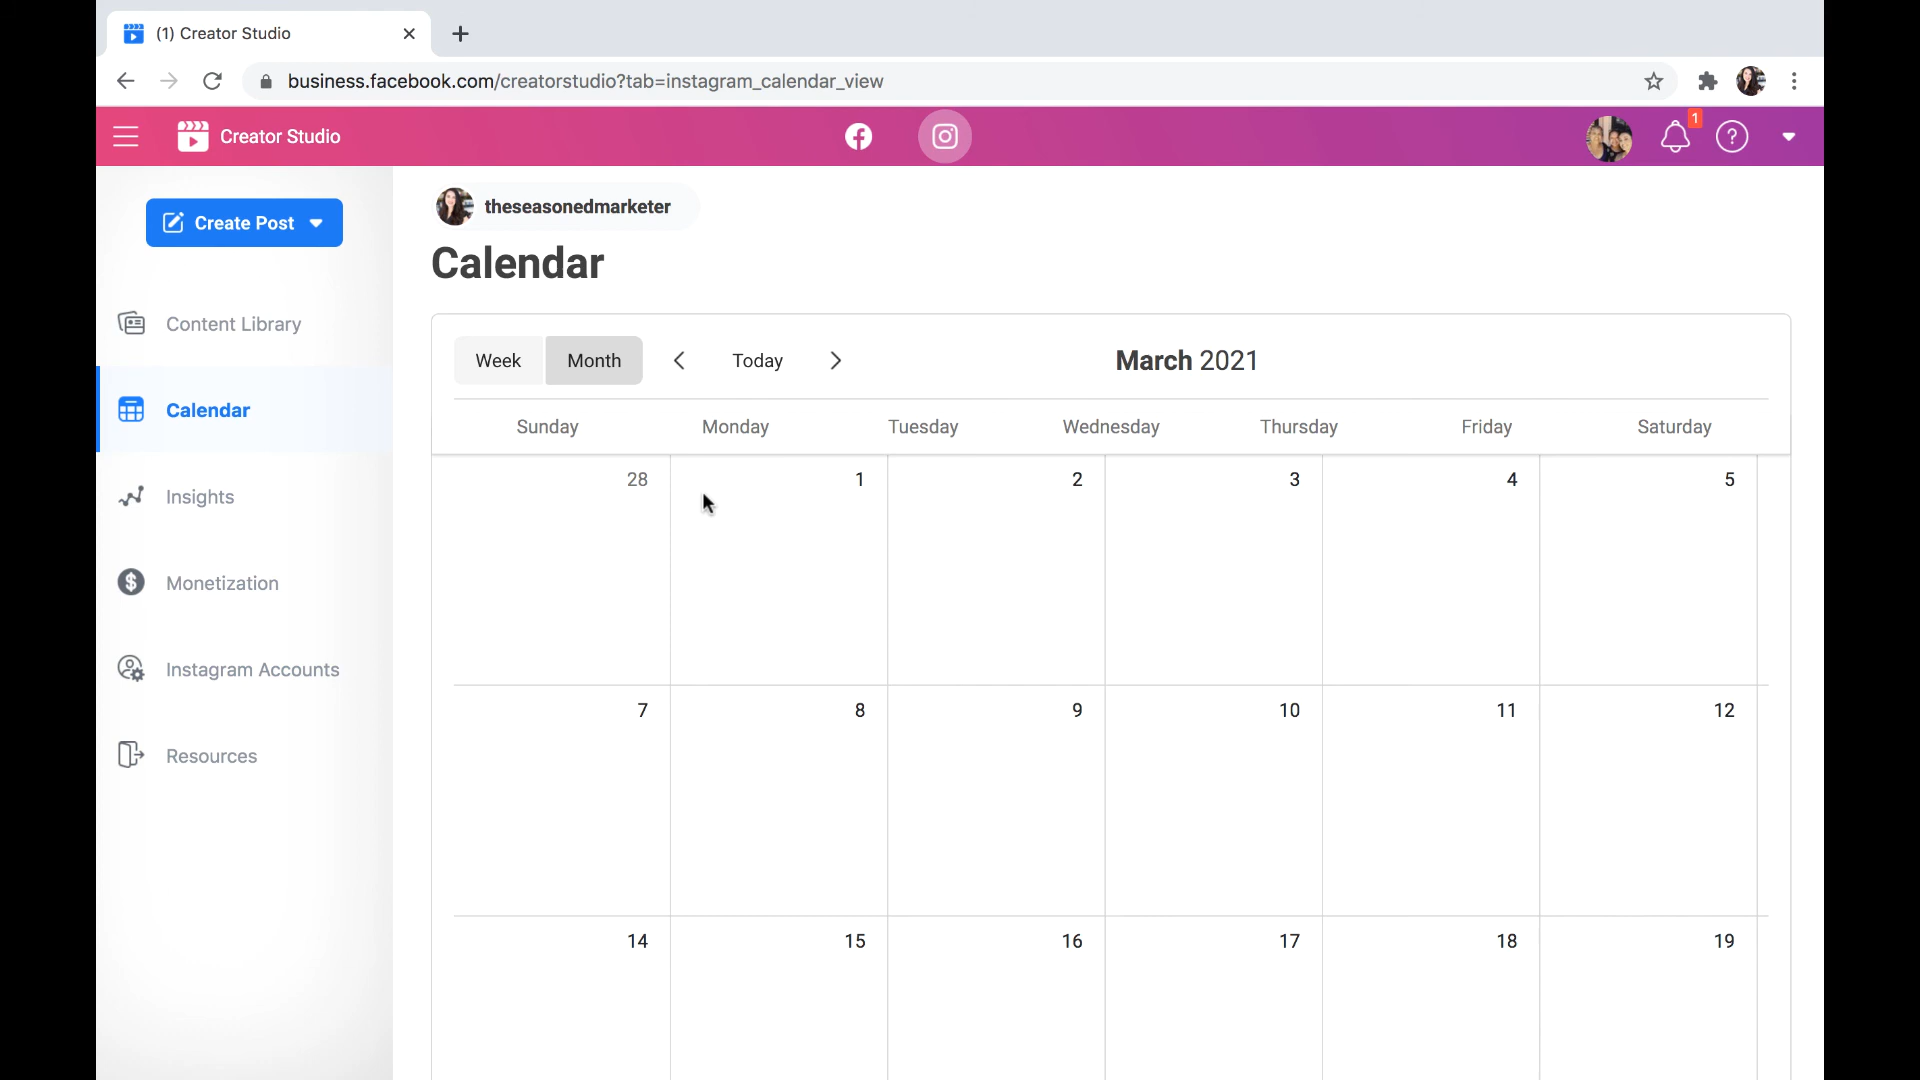 (1) Creator Studio
business.facebook.com/creatorstudio?tab=instagram_calendar_view
Creator Studio
1
Create Post
Content Library
Calendar
Insights
Monetization
Instagram Accounts
Resources
theseasonedmarketer
Calendar
Week Month Today March 2021
Sunday Monday Tuesday Wednesday Thursday Friday Saturday
28 1 2 3 4 5
7 8 9 10 11 12
14 15 16 17 18 19